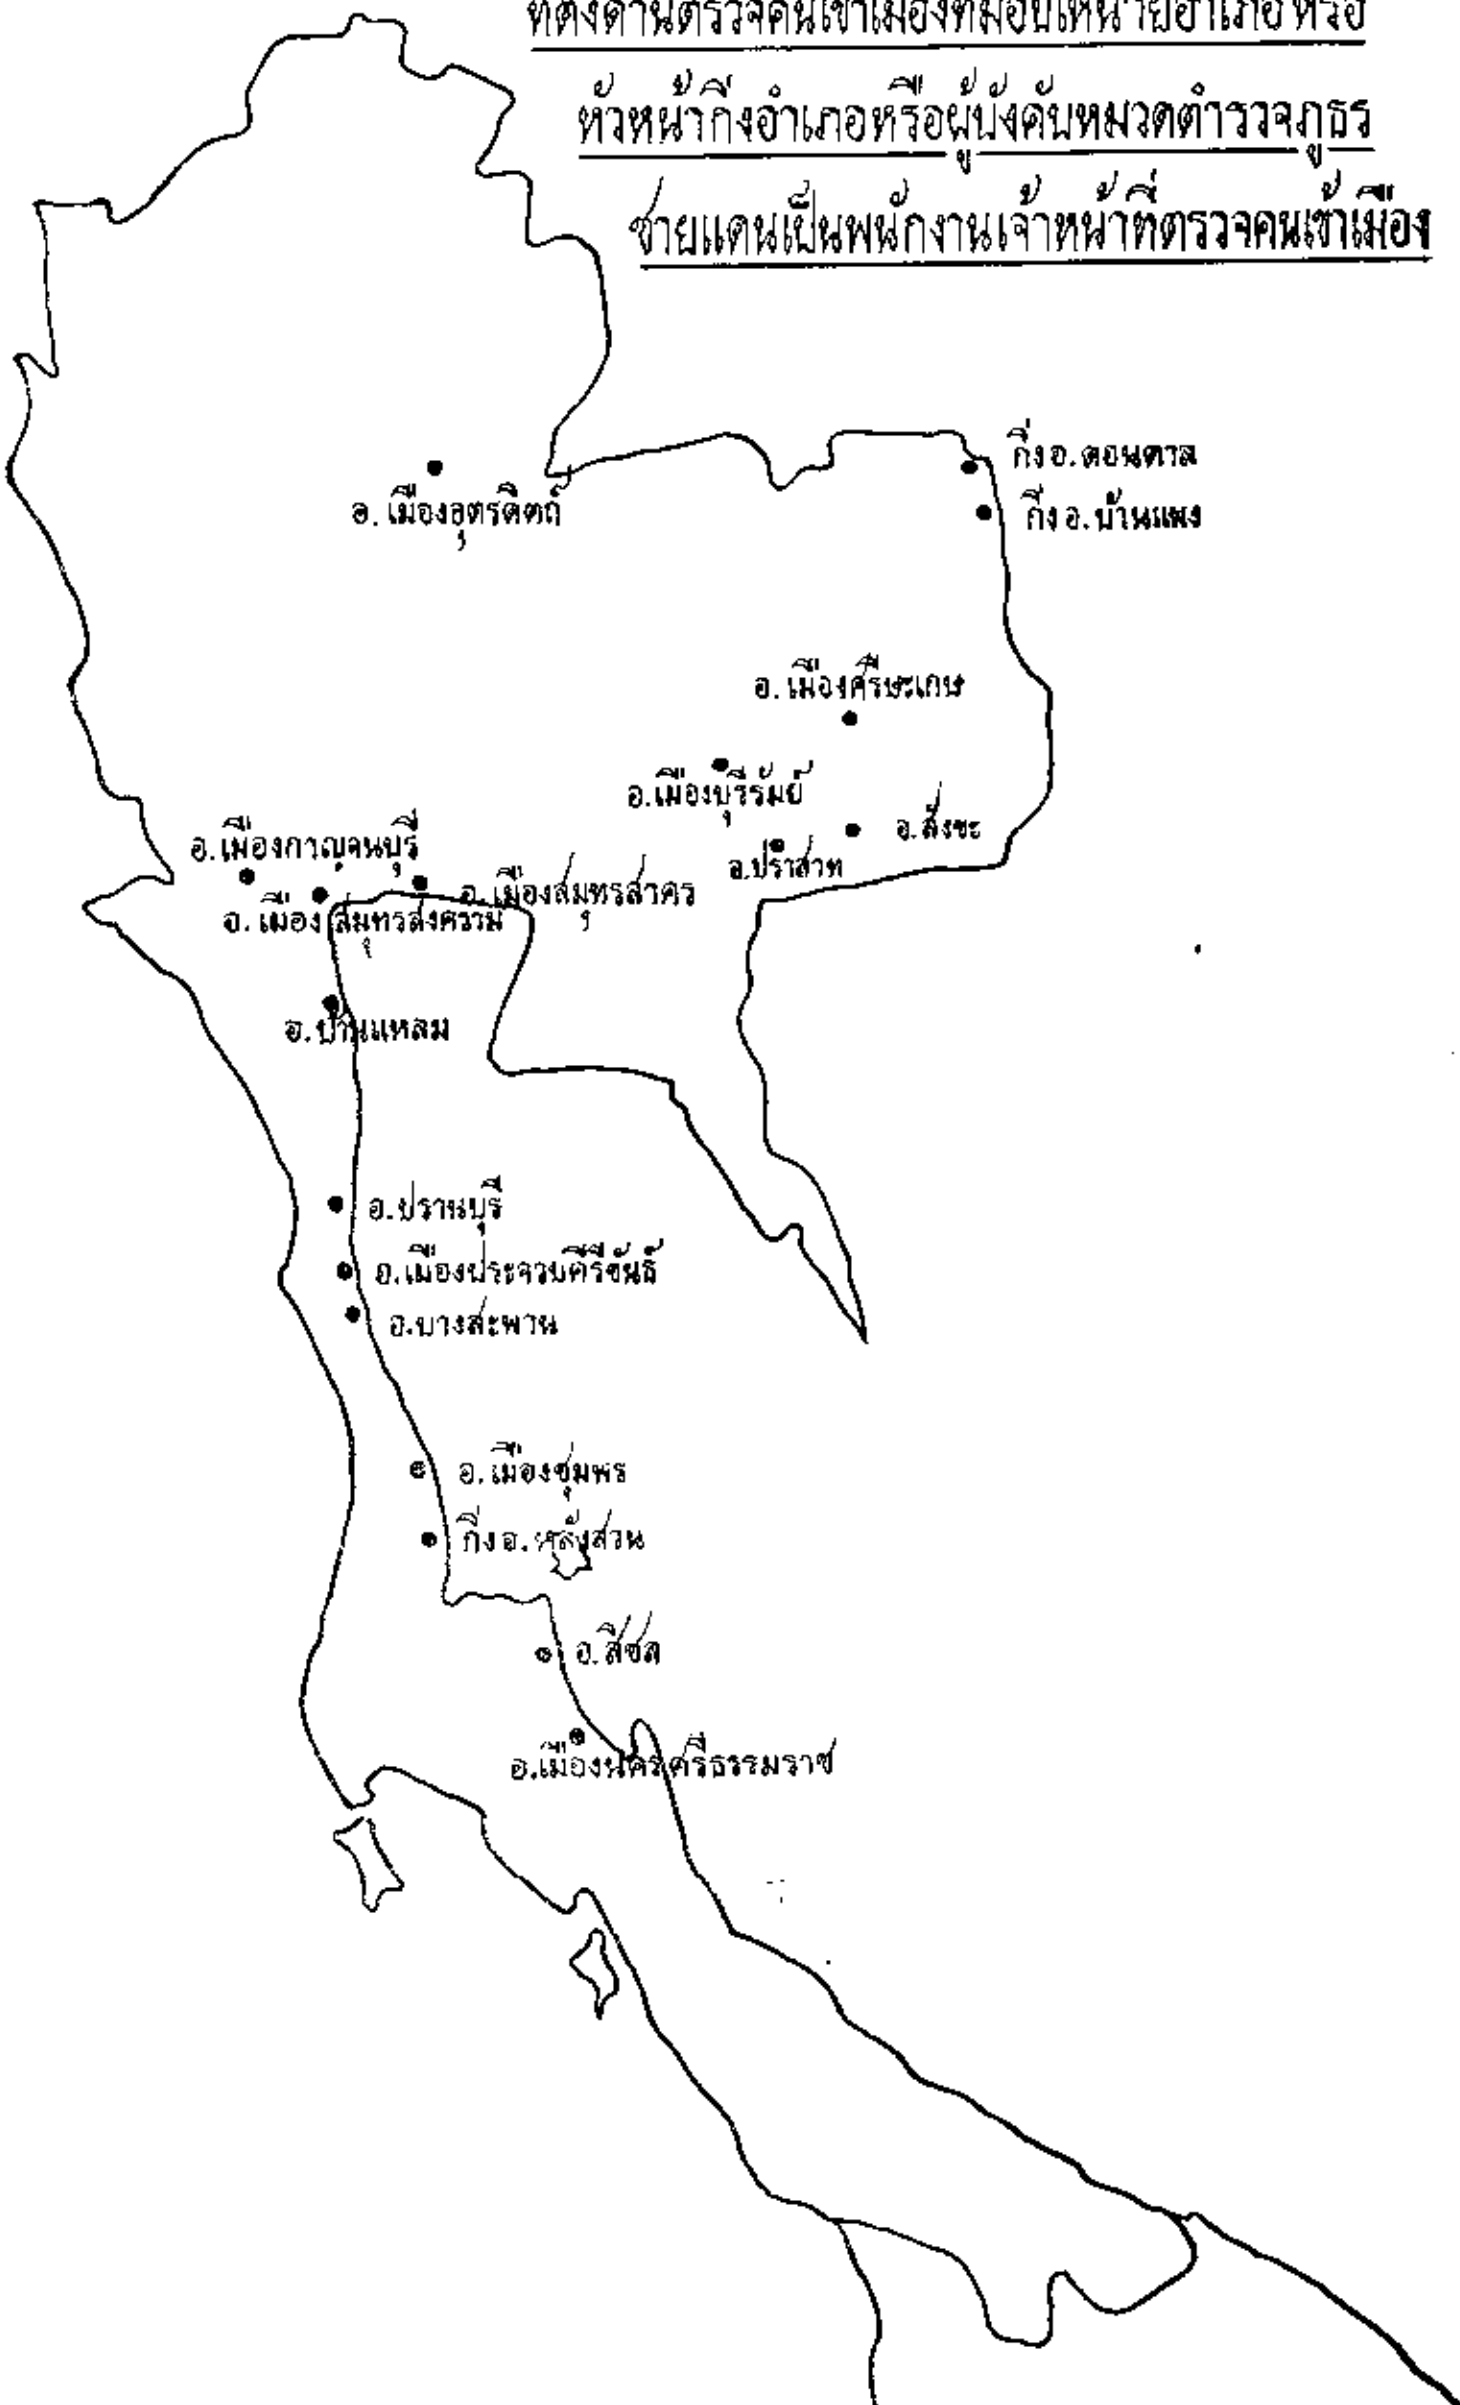 ที่ตั้งด่านตรวจคนเข้าเมืองที่มอบให้นายอำเภอ หรือ
หัวหน้ากิ่งอำเภอหรือผู้บังคับหมวดตำรวจภูธร
ชายแดนเป็นพนักงานเจ้าหน้าที่ตรวจคนเข้าเมือง
กิ่งอ.ดอนตาล
อ.เมืองอุตรดิตถ์
กิ่งอ.บ้านแพง
อ.เมืองศรีษะเกษ
อ.เมืองบุรีรัมย์
อ.สังขะ
อ.ปราสาท
อ.เมืองกาญจนบุรี
อ.เมืองสมุทรสาคร
อ.เมืองสมุทรสงคราม
อ.บ้านแหลม
อ.ปราณบุรี
อ.เมืองประจวบคีรีขันธ์
อ.บางสะพาน
อ.เมืองชุมพร
กิ่งอ.หลังสวน
อ.สิชล
อ.เมืองนครศรีธรรมราช